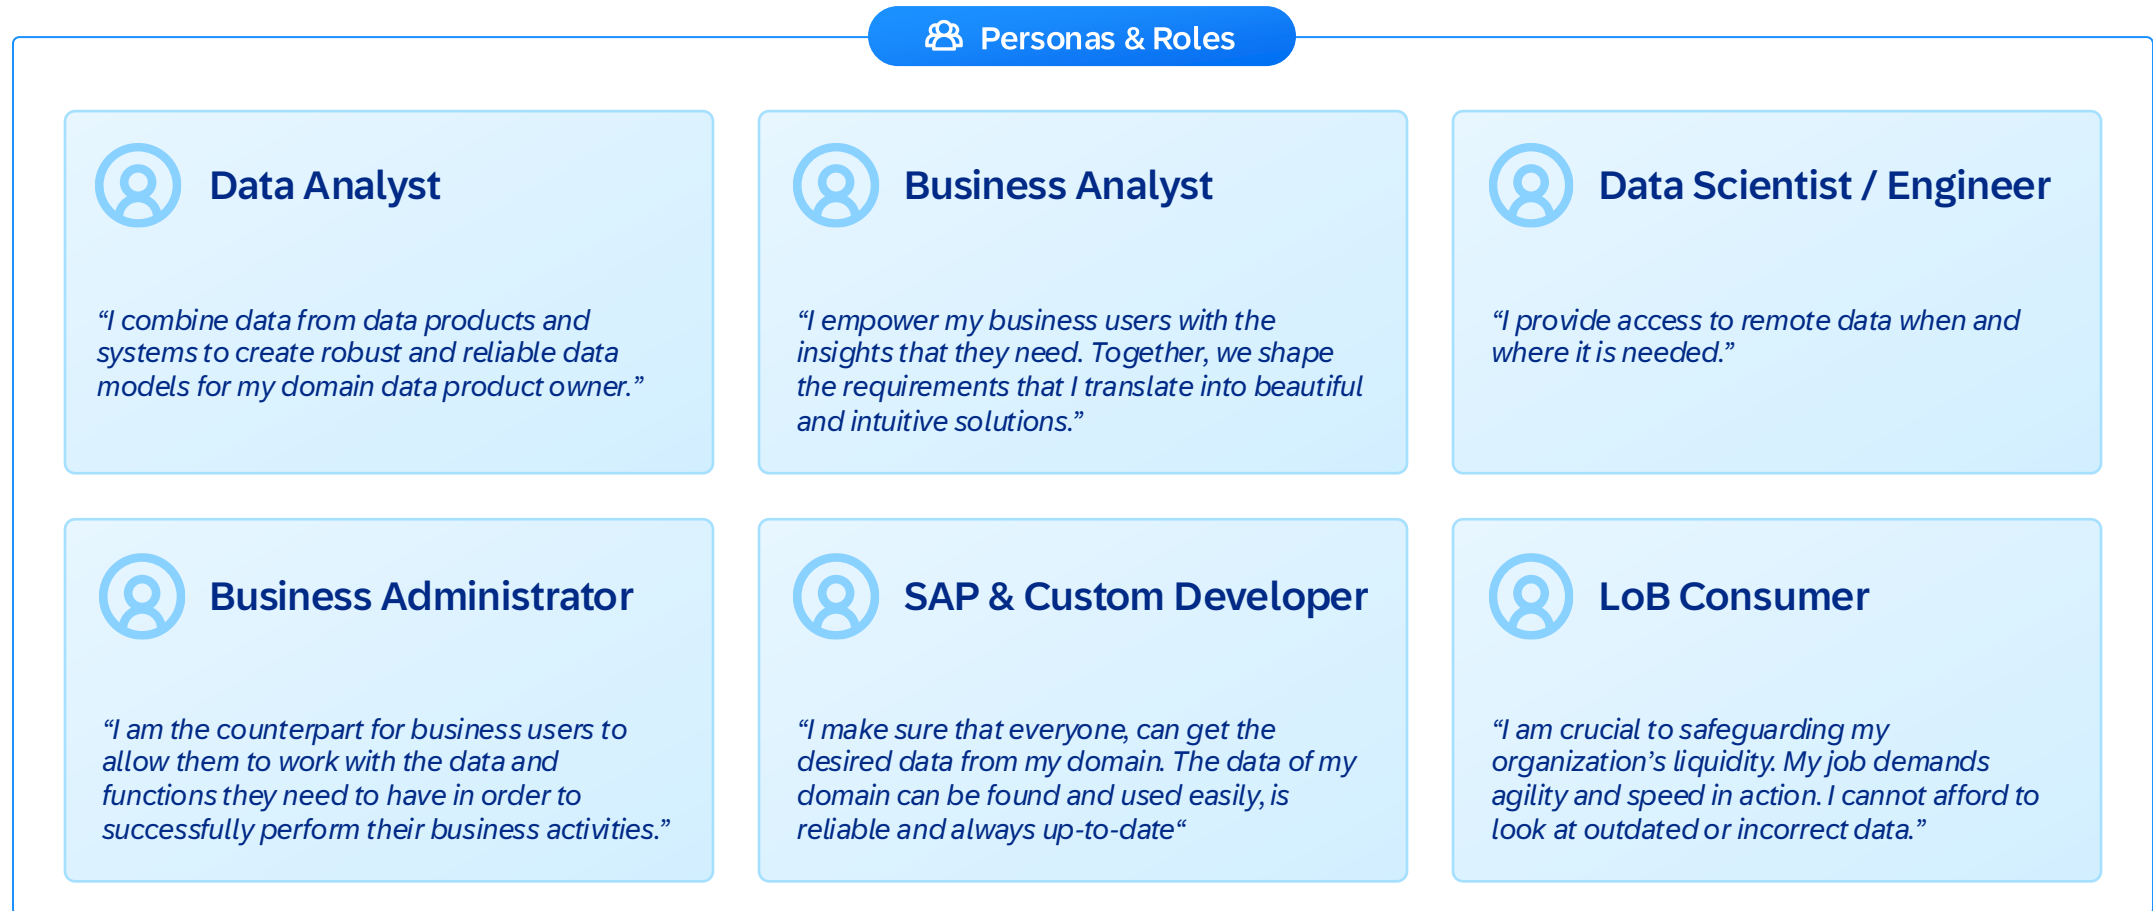 Personas & Roles
Data Analyst
“I combine data from data products and
systems to create robust and reliable data
models for my domain data product owner.”
Business Analyst
“I empower my business users with the
insights that they need. Together, we shape
the requirements that I translate into beautiful
and intuitive solutions.”
Data Scientist / Engineer
“I provide access to remote data when and
where it is needed.”
Business Administrator
“I am the counterpart for business users to
allow them to work with the data and
functions they need to have in order to
successfully perform their business activities.”
SAP & Custom Developer
“I make sure that everyone, can get the
desired data from my domain. The data of my
domain can be found and used easily, is
reliable and always up-to-date“
LoB Consumer
“I am crucial to safeguarding my
organization’s liquidity. My job demands
agility and speed in action. I cannot afford to
look at outdated or incorrect data.”